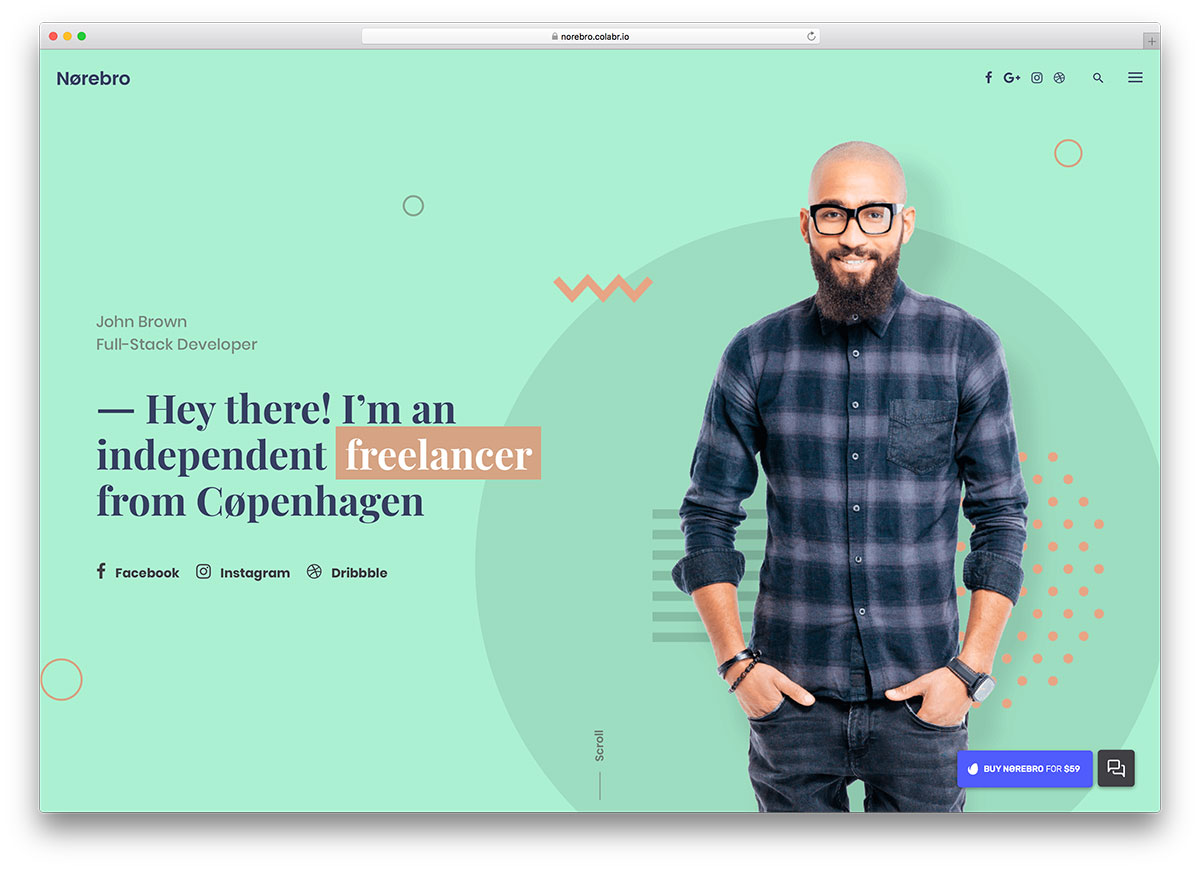 norebro.colabr.io
Nørebro
G+
John Brown
Full-Stack Developer
— Hey there! I’m an
independent freelancer
from Cøpenhagen
Facebook Instagram Dribbble
Scroll
BUY NØREBRO FOR $59